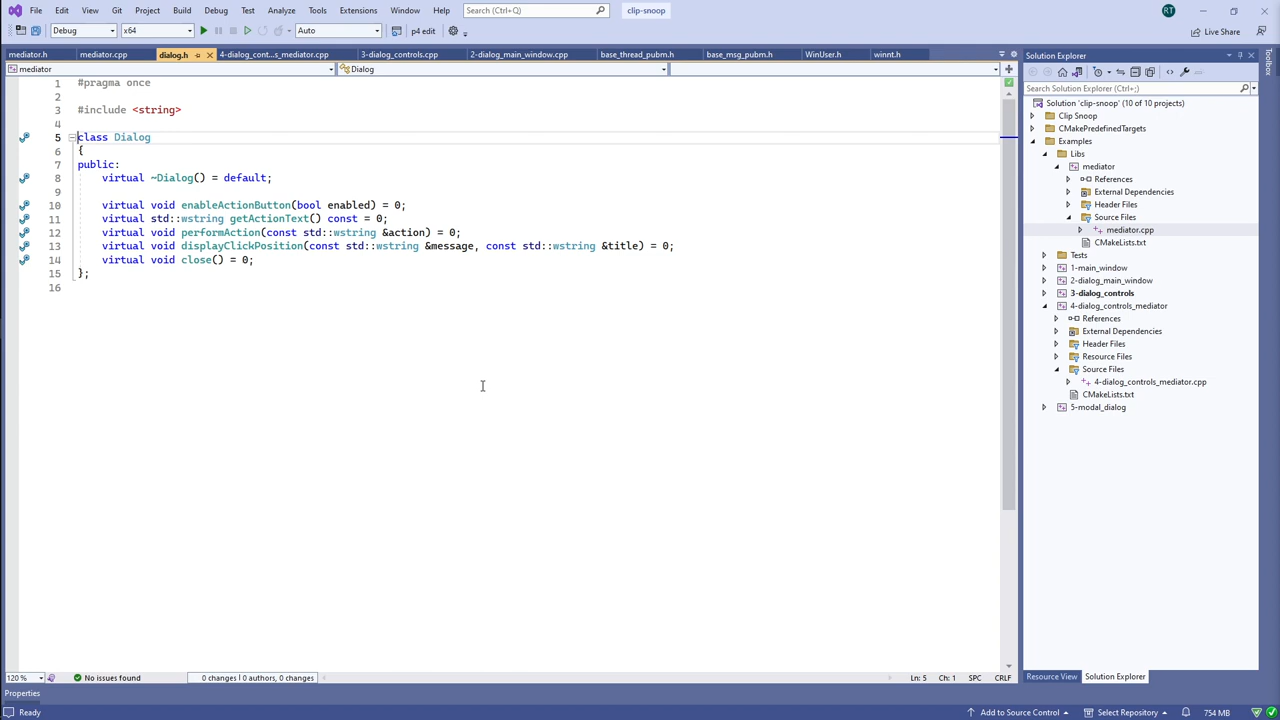 File Edit View Git Project Build Debug Test Analyze Tools Extensions Window Help Search (Ctrl+Q) clip-snoop RT
Debug x64 Auto p4 edit Live Share
mediator.h mediator.cpp dialog.h 4-dialog_cont...s_mediator.cpp 3-dialog_controls.cpp 2-dialog_main_window.cpp base_thread_pubm.h base_msg_pubm.h WinUser.h winnt.h
mediator Dialog
1 #pragma once
2
3 #include <string>
4
5 class Dialog
6 {
7 public:
8 virtual ~Dialog() = default;
9
10 virtual void enableActionButton(bool enabled) = 0;
11 virtual std::wstring getActionText() const = 0;
12 virtual void performAction(const std::wstring &action) = 0;
13 virtual void displayClickPosition(const std::wstring &message, const std::wstring &title) = 0;
14 virtual void close() = 0;
15 };
16
120 % No issues found 0 changes | 0 authors, 0 changes Ln: 5 Ch: 1 SPC CRLF
Properties
Ready Add to Source Control Select Repository 754 MB
Solution Explorer
Search Solution Explorer (Ctrl+;)
Solution 'clip-snoop' (10 of 10 projects)
Clip Snoop
CMakePredefinedTargets
Examples
Libs
mediator
References
External Dependencies
Header Files
Source Files
mediator.cpp
CMakeLists.txt
Tests
1-main_window
2-dialog_main_window
3-dialog_controls
4-dialog_controls_mediator
References
External Dependencies
Header Files
Resource Files
Source Files
4-dialog_controls_mediator.cpp
CMakeLists.txt
5-modal_dialog
Resource View Solution Explorer
Toolbox